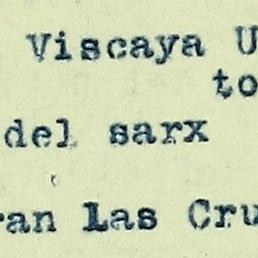 Viscaya U
to
del sarx
ran Las Cru